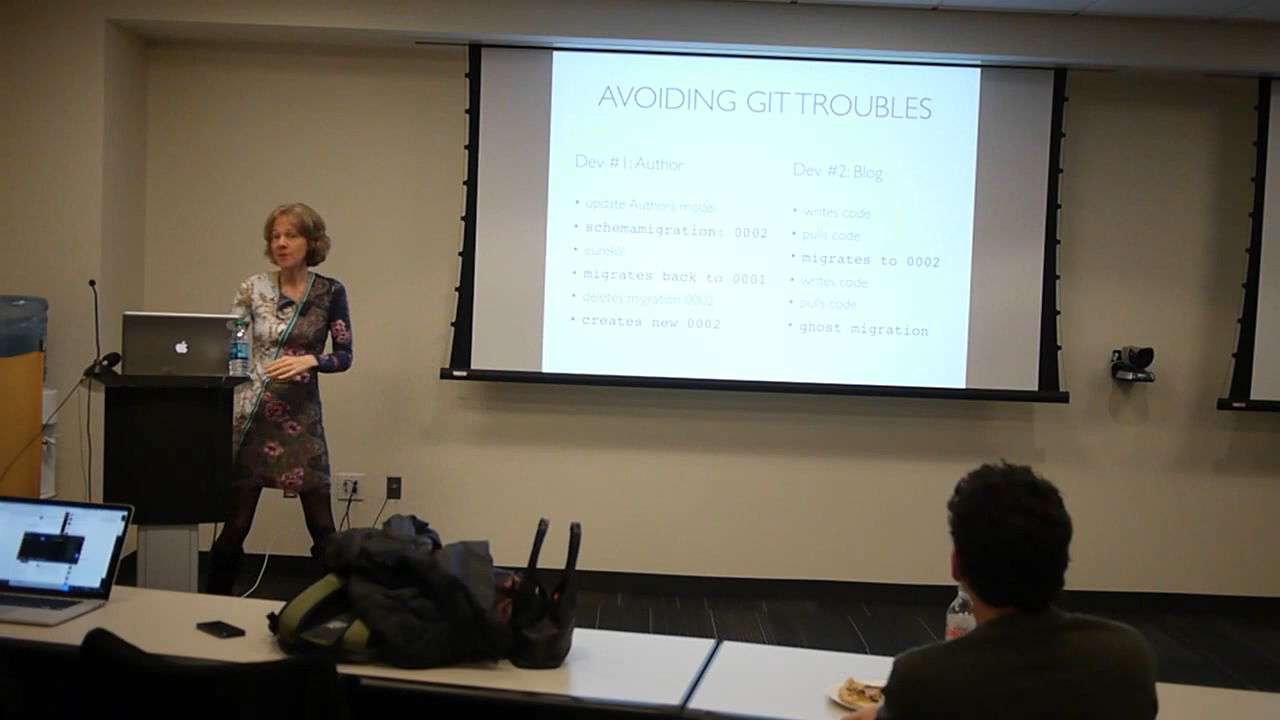 AVOIDING GIT TROUBLES
Dev #1: Author
• update Authors model
• schemamigration: 0002
• eureka!
• migrates back to 0001
• deletes migration 0002
• creates new 0002
Dev #2: Blog
• writes code
• pulls code
• migrates to 0002
• writes code
• pulls code
• ghost migration